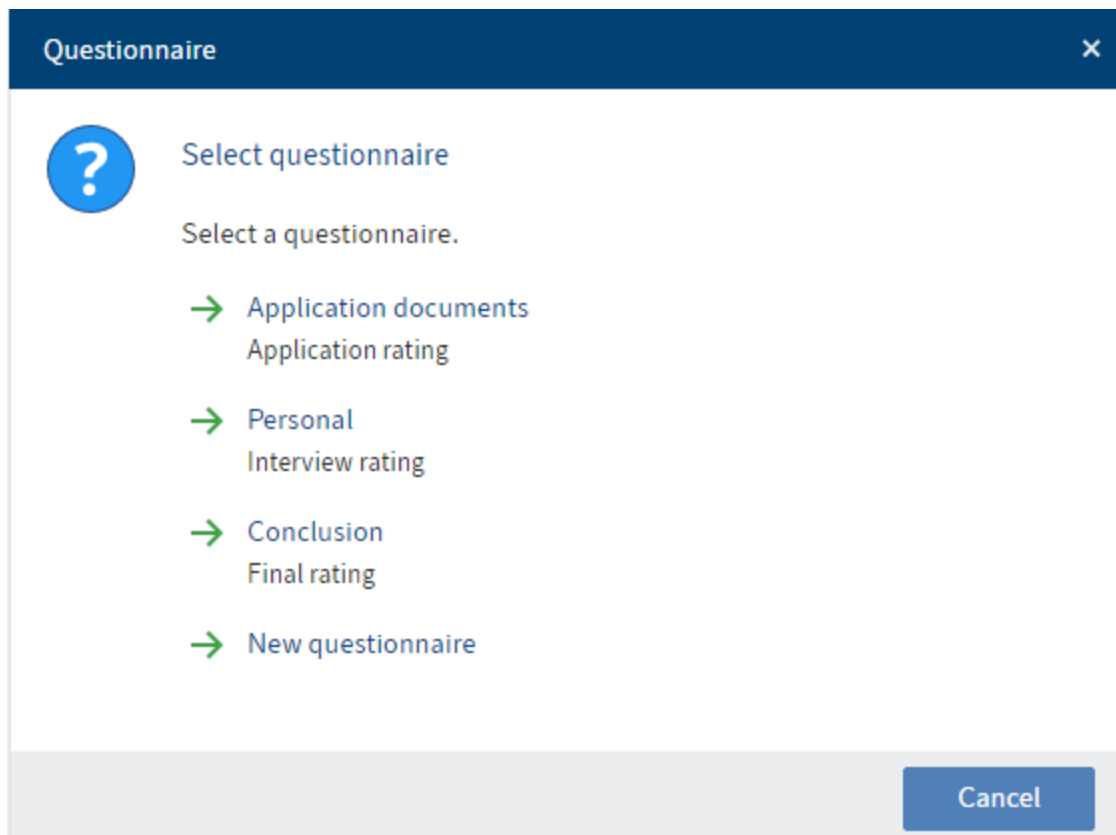 Questionnaire
Select questionnaire
Select a questionnaire.
Application documents
Application rating
Personal
Interview rating
Conclusion
Final rating
New questionnaire
Cancel